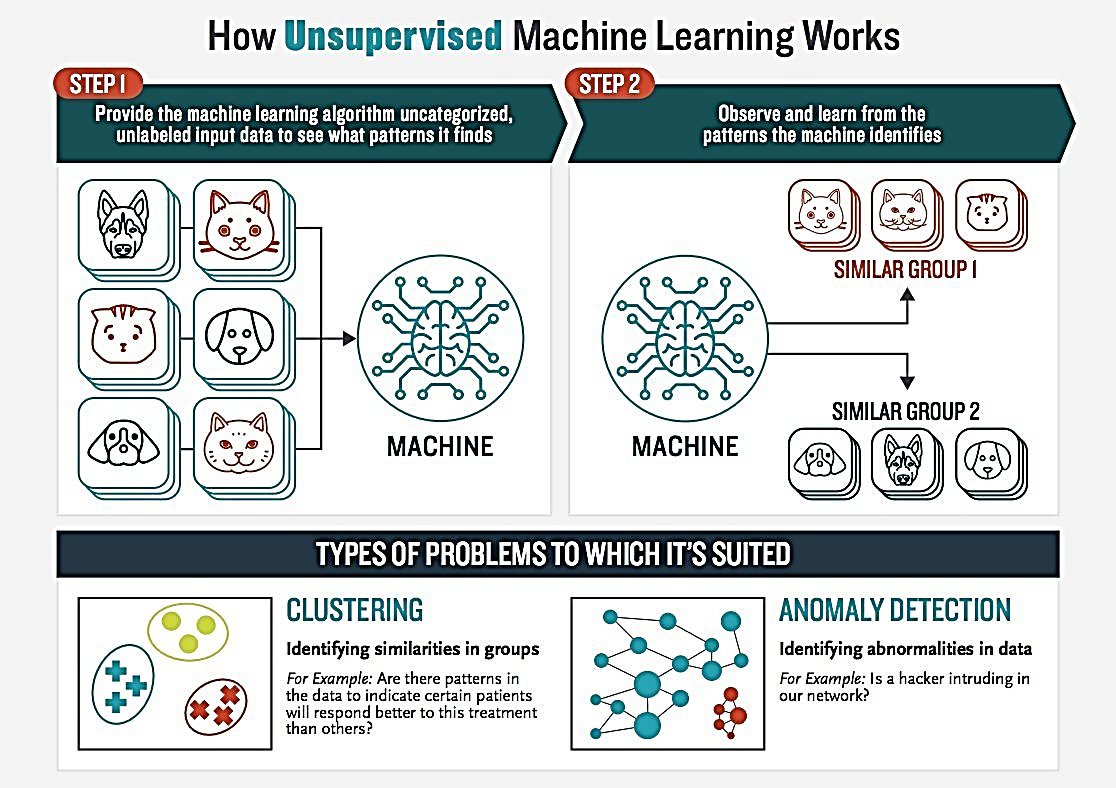 How Unsupervised Machine Learning Works
STEP 1
Provide the machine learning algorithm uncategorized,
unlabeled input data to see what patterns it finds
MACHINE
STEP 2
Observe and learn from the
patterns the machine identifies
SIMILAR GROUP 1
MACHINE
SIMILAR GROUP 2
TYPES OF PROBLEMS TO WHICH IT'S SUITED
CLUSTERING
Identifying similarities in groups
For Example: Are there patterns in
the data to indicate certain patients
will respond better to this treatment
than others?
ANOMALY DETECTION
Identifying abnormalities in data
For Example: Is a hacker intruding in
our network?